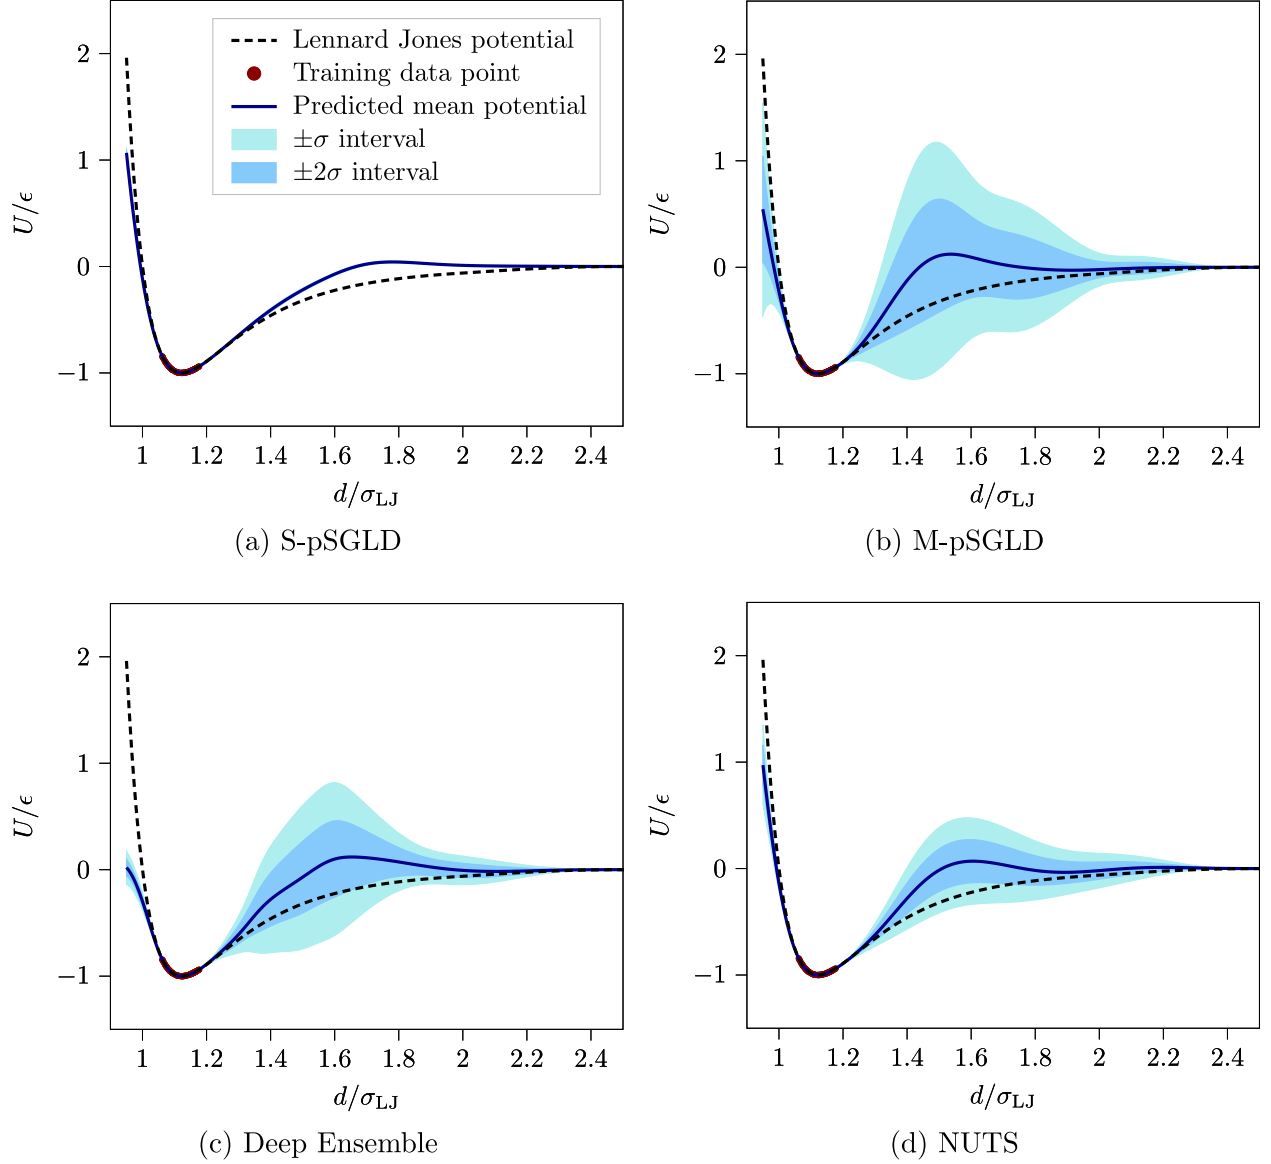 Lennard Jones potential
Training data point
Predicted mean potential
±σ interval
±2σ interval
2
1
0
−1
U/ϵ
1 1.2 1.4 1.6 1.8 2 2.2 2.4
d/σLJ
(a) S-pSGLD
2
1
0
−1
U/ϵ
1 1.2 1.4 1.6 1.8 2 2.2 2.4
d/σLJ
(b) M-pSGLD
2
1
0
−1
U/ϵ
1 1.2 1.4 1.6 1.8 2 2.2 2.4
d/σLJ
(c) Deep Ensemble
2
1
0
−1
U/ϵ
1 1.2 1.4 1.6 1.8 2 2.2 2.4
d/σLJ
(d) NUTS